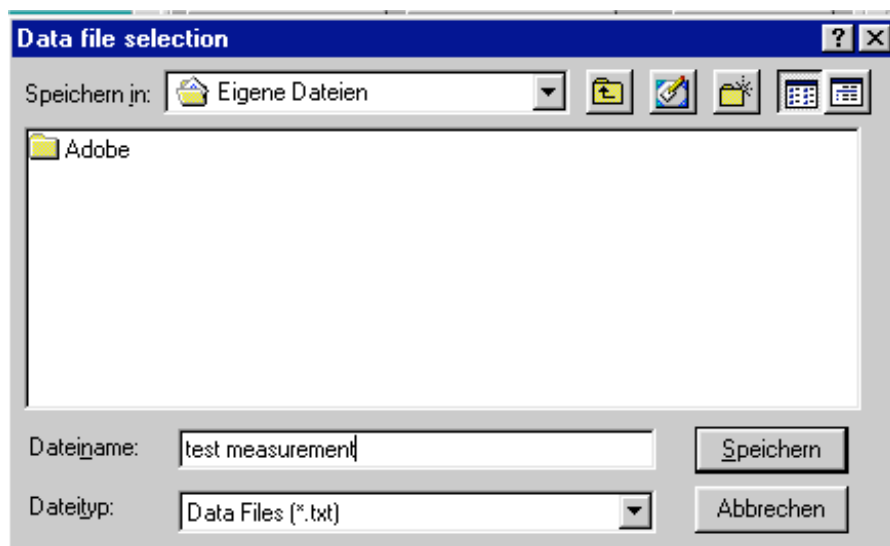 Data file selection
Speichern in: Eigene Dateien
Adobe
Dateiname: test measurement Speichern
Dateityp: Data Files (*.txt) Abbrechen